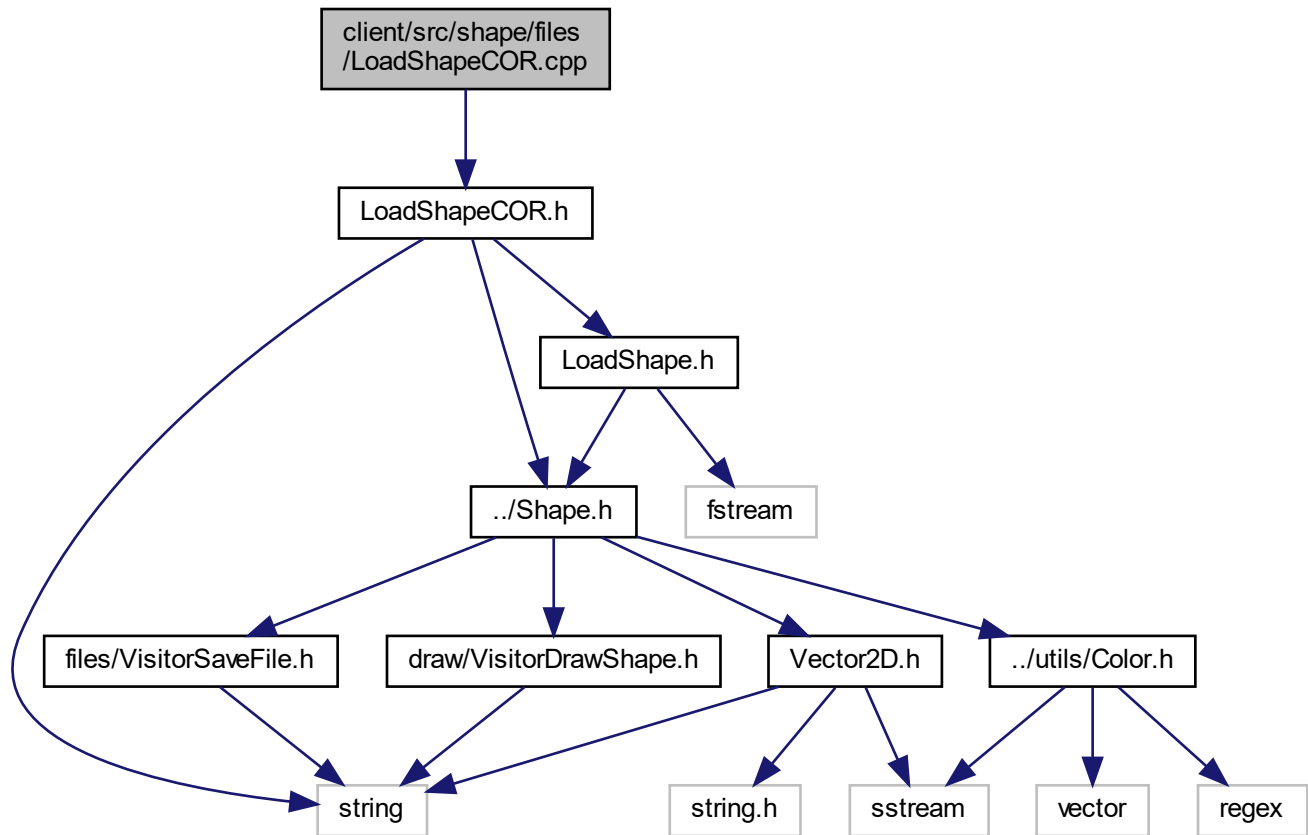 client/src/shape/files
/LoadShapeCOR.cpp
LoadShapeCOR.h
LoadShape.h
../Shape.h
fstream
files/VisitorSaveFile.h
draw/VisitorDrawShape.h
Vector2D.h
../utils/Color.h
string
string.h
sstream
vector
regex